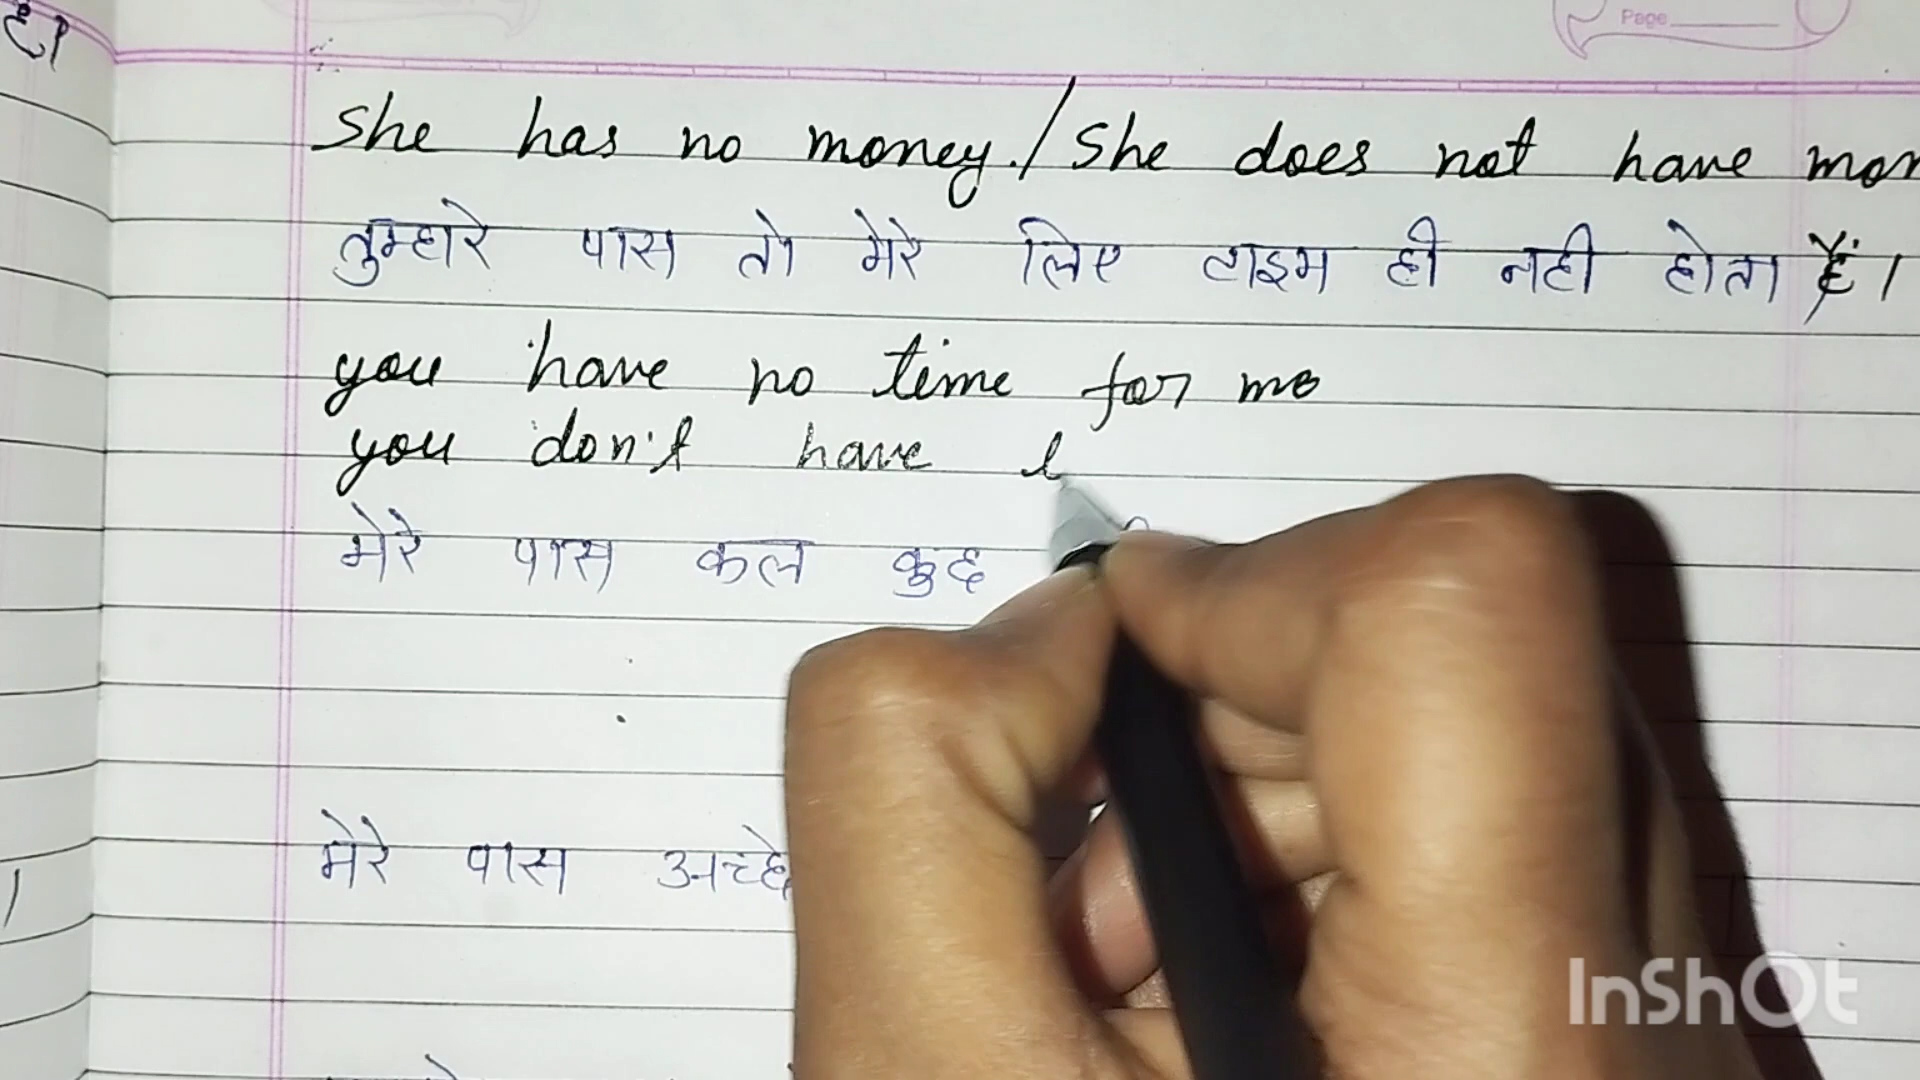 Page
She has no money./She does not have mon
तुम्हारे पास तो मेरे लिए टाइम ही नही होता है।
you have no time for me
you don't have t
मेरे पास कल कुछ
मेरे पास अच्छे
InShOt